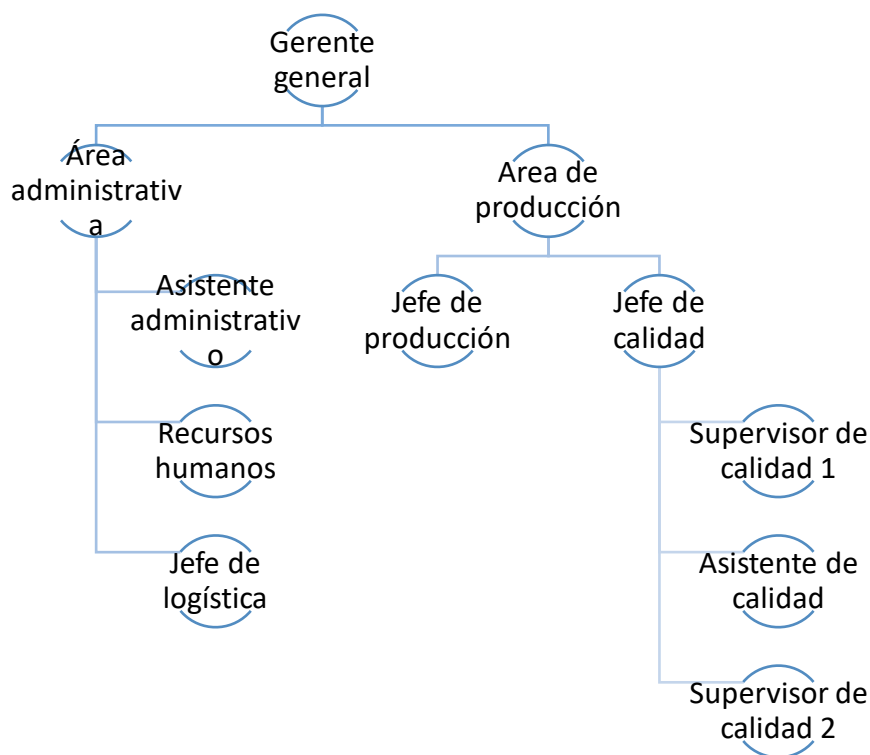 Gerente
general
Área
administrativ
a
Area de
producción
Asistente
administrativ
o
Jefe de
producción
Jefe de
calidad
Recursos
humanos
Supervisor de
calidad 1
Jefe de
logística
Asistente de
calidad
Supervisor de
calidad 2